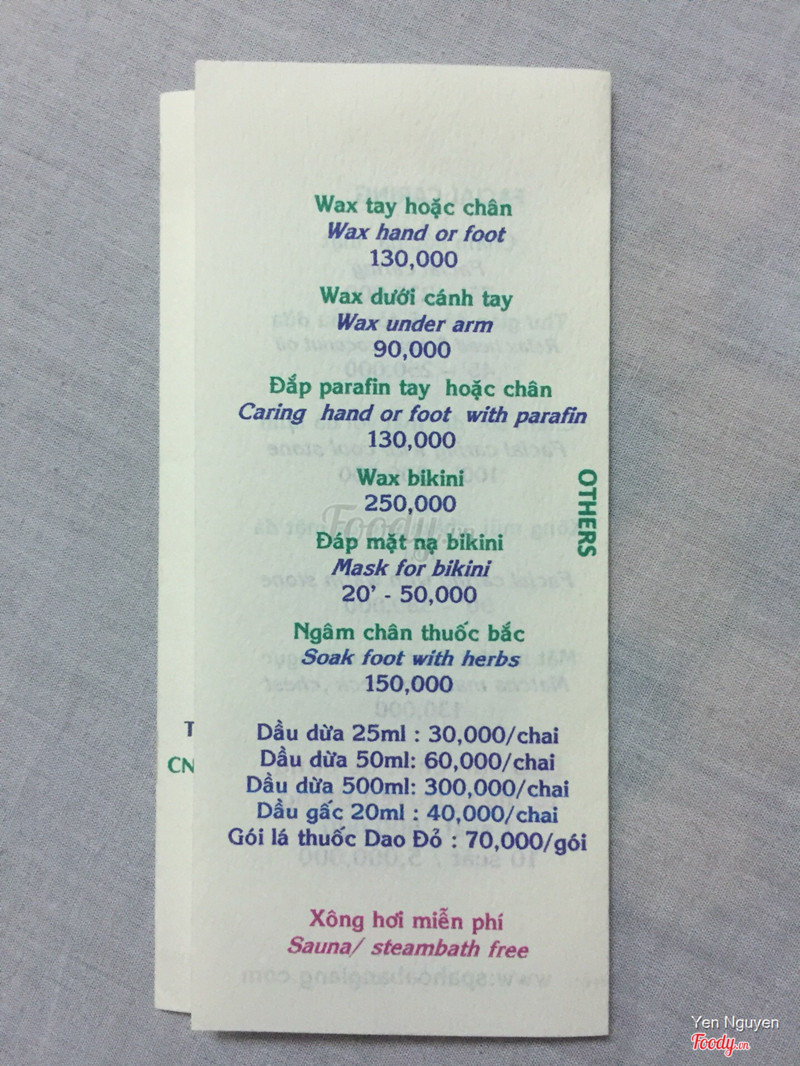 Wax tay hoặc chân
Wax hand or foot
130,000
Wax dưới cánh tay
Wax under arm
90,000
Đắp parafin tay hoặc chân
Caring hand or foot with parafin
130,000
Wax bikini
250,000
Đáp mặt nạ bikini
Mask for bikini
20' - 50,000
Ngâm chân thuốc bắc
Soak foot with herbs
150,000
Dầu dừa 25ml : 30,000/chai
Dầu dừa 50ml: 60,000/chai
Dầu dừa 500ml: 300,000/chai
Dầu gấc 20ml : 40,000/chai
Gói lá thuốc Dao Đỏ : 70,000/gói
Xông hơi miễn phí
Sauna/ steambath free
OTHERS
T
CN
Foody
Yen Nguyen
Foody.vn